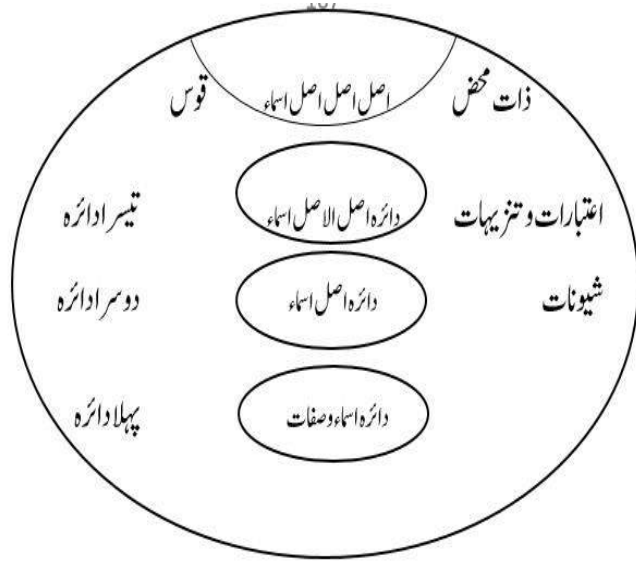 ذات محض اصل اصل اصل اسماء قوس
اعتبارات و تنزیہات دائرہ اصل الاصل اسماء تیسرا دائرہ
شیونات دائرہ اصل اسماء دوسرا دائرہ
دائرہ اسماء و صفات پہلا دائرہ